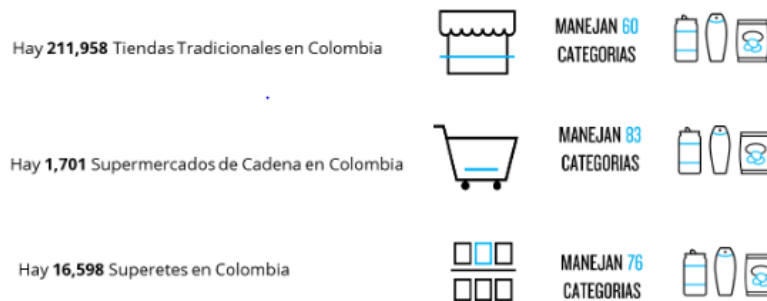 Hay 211,958 Tiendas Tradicionales en Colombia
MANEJAN 60
CATEGORIAS
Hay 1,701 Supermercados de Cadena en Colombia
MANEJAN 83
CATEGORIAS
Hay 16,598 Superetes en Colombia
MANEJAN 76
CATEGORIAS